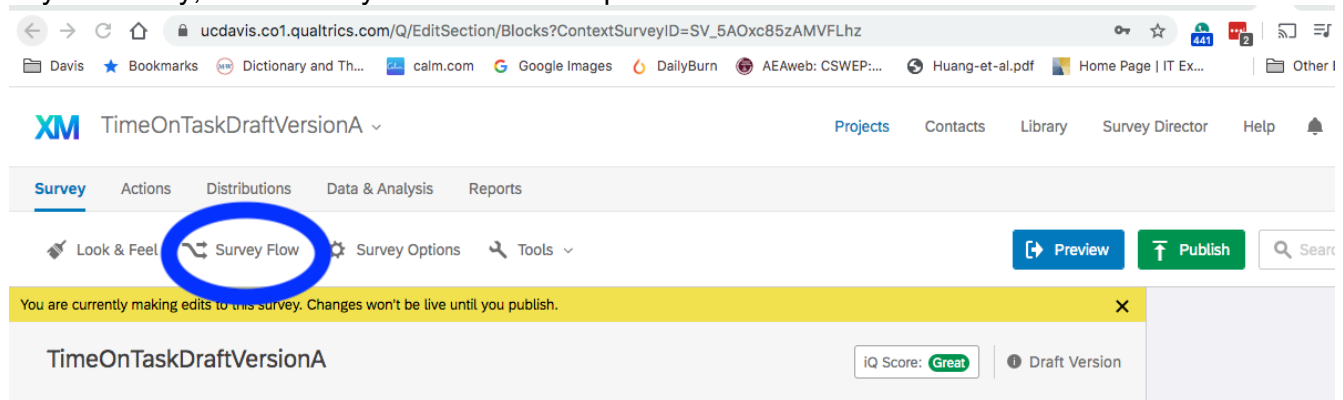 ucdavis.co1.qualtrics.com/Q/EditSection/Blocks?ContextSurveyID=SV_5AOxc85zAMVFLhz 441 2
Davis Bookmarks MW Dictionary and Th... calm.com G Google Images DailyBurn AEAweb: CSWEP:... Huang-et-al.pdf Home Page | IT Ex... Other
XM TimeOnTaskDraftVersionA Projects Contacts Library Survey Director Help
Survey Actions Distributions Data & Analysis Reports
Look & Feel Survey Flow Survey Options Tools Preview Publish Searc
You are currently making edits to this survey. Changes won't be live until you publish.
TimeOnTaskDraftVersionA iQ Score: Great Draft Version